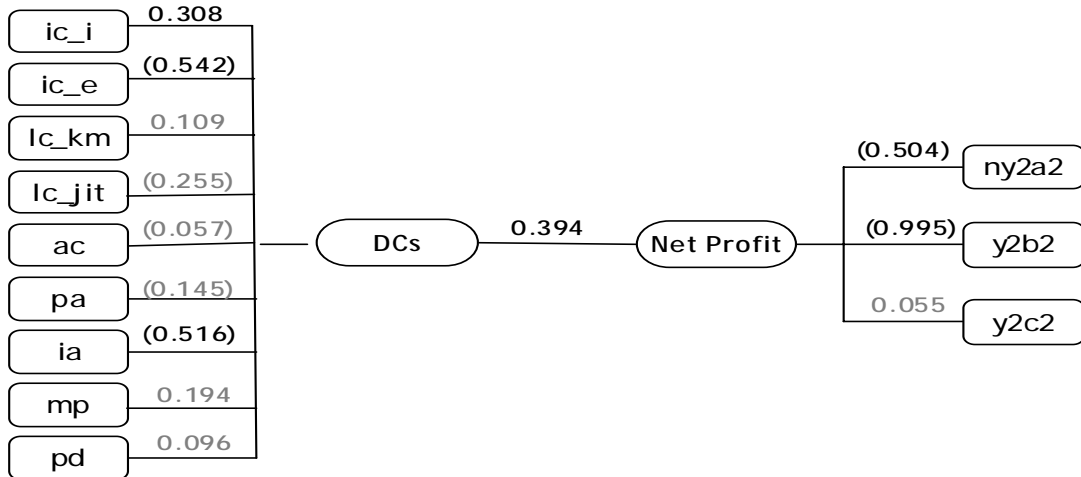 ic_i 0.308
ic_e (0.542)
lc_km 0.109
lc_jit (0.255)
ac (0.057)
pa (0.145)
ia (0.516)
mp 0.194
pd 0.096
DCs 0.394 Net Profit
(0.504) ny2a2
(0.995) y2b2
0.055 y2c2